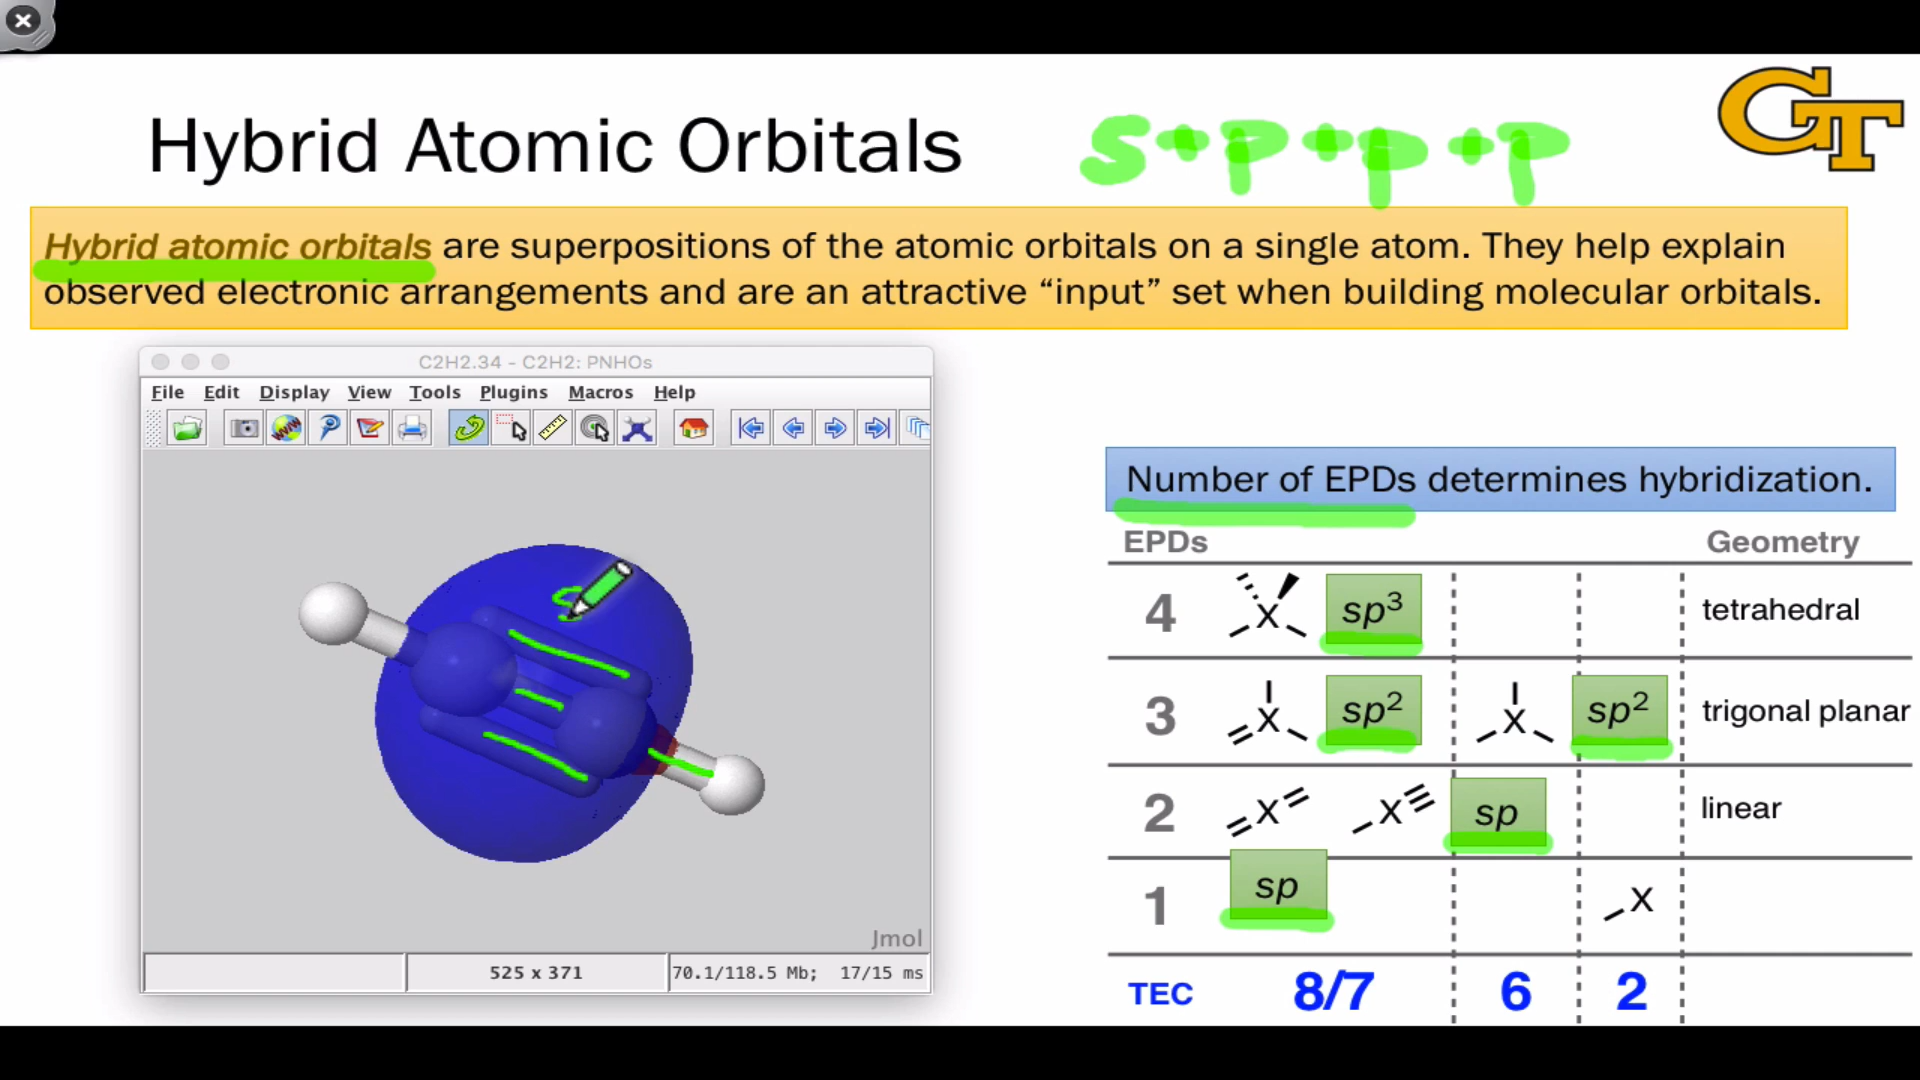 Hybrid Atomic Orbitals
s+p+p+p
GT
Hybrid atomic orbitals are superpositions of the atomic orbitals on a single atom. They help explain
observed electronic arrangements and are an attractive “input” set when building molecular orbitals.
C2H2.34 - C2H2: PNHOs
File Edit Display View Tools Plugins Macros Help
Jmol
525 x 371 70.1/118.5 Mb; 17/15 ms
Number of EPDs determines hybridization.
EPDs Geometry
4 X sp³ tetrahedral
3 X sp² X sp² trigonal planar
2 X X sp linear
1 sp X
TEC 8/7 6 2